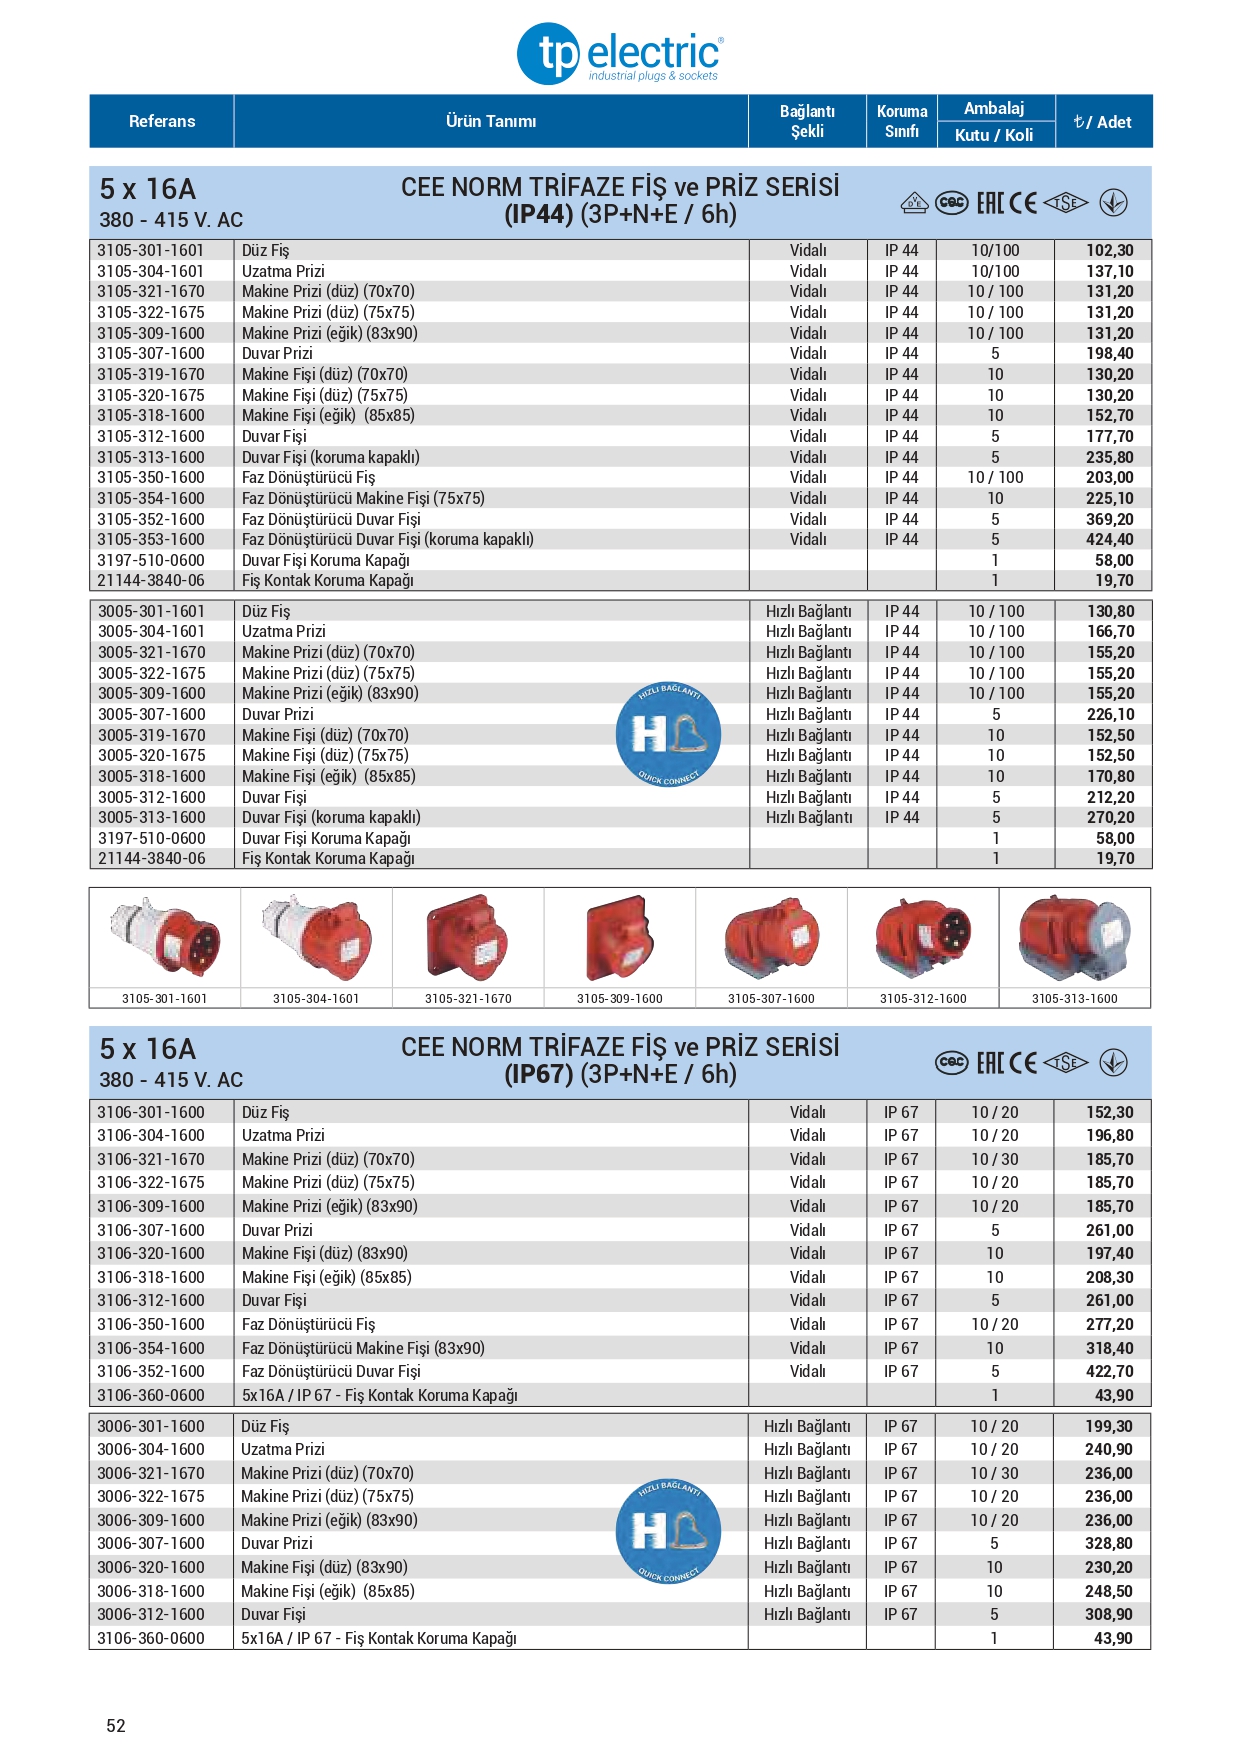 tp electric®
industrial plugs & sockets
Referans Ürün Tanımı Bağlantı Şekli Koruma Sınıfı Ambalaj Kutu / Koli ₺/ Adet
5 x 16A CEE NORM TRİFAZE FİŞ ve PRİZ SERİSİ
380 - 415 V. AC (IP44) (3P+N+E / 6h) VDE CQC EAC CE TSE
3105-301-1601 Düz Fiş Vidalı IP 44 10/100 102,30
3105-304-1601 Uzatma Prizi Vidalı IP 44 10/100 137,10
3105-321-1670 Makine Prizi (düz) (70x70) Vidalı IP 44 10 / 100 131,20
3105-322-1675 Makine Prizi (düz) (75x75) Vidalı IP 44 10 / 100 131,20
3105-309-1600 Makine Prizi (eğik) (83x90) Vidalı IP 44 10 / 100 131,20
3105-307-1600 Duvar Prizi Vidalı IP 44 5 198,40
3105-319-1670 Makine Fişi (düz) (70x70) Vidalı IP 44 10 130,20
3105-320-1675 Makine Fişi (düz) (75x75) Vidalı IP 44 10 130,20
3105-318-1600 Makine Fişi (eğik) (85x85) Vidalı IP 44 10 152,70
3105-312-1600 Duvar Fişi Vidalı IP 44 5 177,70
3105-313-1600 Duvar Fişi (koruma kapaklı) Vidalı IP 44 5 235,80
3105-350-1600 Faz Dönüştürücü Fiş Vidalı IP 44 10 / 100 203,00
3105-354-1600 Faz Dönüştürücü Makine Fişi (75x75) Vidalı IP 44 10 225,10
3105-352-1600 Faz Dönüştürücü Duvar Fişi Vidalı IP 44 5 369,20
3105-353-1600 Faz Dönüştürücü Duvar Fişi (koruma kapaklı) Vidalı IP 44 5 424,40
3197-510-0600 Duvar Fişi Koruma Kapağı 1 58,00
21144-3840-06 Fiş Kontak Koruma Kapağı 1 19,70
3005-301-1601 Düz Fiş Hızlı Bağlantı IP 44 10 / 100 130,80
3005-304-1601 Uzatma Prizi Hızlı Bağlantı IP 44 10 / 100 166,70
3005-321-1670 Makine Prizi (düz) (70x70) Hızlı Bağlantı IP 44 10 / 100 155,20
3005-322-1675 Makine Prizi (düz) (75x75) Hızlı Bağlantı IP 44 10 / 100 155,20
3005-309-1600 Makine Prizi (eğik) (83x90) Hızlı Bağlantı IP 44 10 / 100 155,20
3005-307-1600 Duvar Prizi Hızlı Bağlantı IP 44 5 226,10
3005-319-1670 Makine Fişi (düz) (70x70) Hızlı Bağlantı IP 44 10 152,50
3005-320-1675 Makine Fişi (düz) (75x75) Hızlı Bağlantı IP 44 10 152,50
3005-318-1600 Makine Fişi (eğik) (85x85) Hızlı Bağlantı IP 44 10 170,80
3005-312-1600 Duvar Fişi Hızlı Bağlantı IP 44 5 212,20
3005-313-1600 Duvar Fişi (koruma kapaklı) Hızlı Bağlantı IP 44 5 270,20
3197-510-0600 Duvar Fişi Koruma Kapağı 1 58,00
21144-3840-06 Fiş Kontak Koruma Kapağı 1 19,70
HIZLI BAĞLANTI
H
QUICK CONNECT
3105-301-1601 3105-304-1601 3105-321-1670 3105-309-1600 3105-307-1600 3105-312-1600 3105-313-1600
5 x 16A CEE NORM TRİFAZE FİŞ ve PRİZ SERİSİ
380 - 415 V. AC (IP67) (3P+N+E / 6h) CQC EAC CE TSE
3106-301-1600 Düz Fiş Vidalı IP 67 10 / 20 152,30
3106-304-1600 Uzatma Prizi Vidalı IP 67 10 / 20 196,80
3106-321-1670 Makine Prizi (düz) (70x70) Vidalı IP 67 10 / 30 185,70
3106-322-1675 Makine Prizi (düz) (75x75) Vidalı IP 67 10 / 20 185,70
3106-309-1600 Makine Prizi (eğik) (83x90) Vidalı IP 67 10 / 20 185,70
3106-307-1600 Duvar Prizi Vidalı IP 67 5 261,00
3106-320-1600 Makine Fişi (düz) (83x90) Vidalı IP 67 10 197,40
3106-318-1600 Makine Fişi (eğik) (85x85) Vidalı IP 67 10 208,30
3106-312-1600 Duvar Fişi Vidalı IP 67 5 261,00
3106-350-1600 Faz Dönüştürücü Fiş Vidalı IP 67 10 / 20 277,20
3106-354-1600 Faz Dönüştürücü Makine Fişi (83x90) Vidalı IP 67 10 318,40
3106-352-1600 Faz Dönüştürücü Duvar Fişi Vidalı IP 67 5 422,70
3106-360-0600 5x16A / IP 67 - Fiş Kontak Koruma Kapağı 1 43,90
3006-301-1600 Düz Fiş Hızlı Bağlantı IP 67 10 / 20 199,30
3006-304-1600 Uzatma Prizi Hızlı Bağlantı IP 67 10 / 20 240,90
3006-321-1670 Makine Prizi (düz) (70x70) Hızlı Bağlantı IP 67 10 / 30 236,00
3006-322-1675 Makine Prizi (düz) (75x75) Hızlı Bağlantı IP 67 10 / 20 236,00
3006-309-1600 Makine Prizi (eğik) (83x90) Hızlı Bağlantı IP 67 10 / 20 236,00
3006-307-1600 Duvar Prizi Hızlı Bağlantı IP 67 5 328,80
3006-320-1600 Makine Fişi (düz) (83x90) Hızlı Bağlantı IP 67 10 230,20
3006-318-1600 Makine Fişi (eğik) (85x85) Hızlı Bağlantı IP 67 10 248,50
3006-312-1600 Duvar Fişi Hızlı Bağlantı IP 67 5 308,90
3106-360-0600 5x16A / IP 67 - Fiş Kontak Koruma Kapağı 1 43,90
HIZLI BAĞLANTI
H
QUICK CONNECT
52